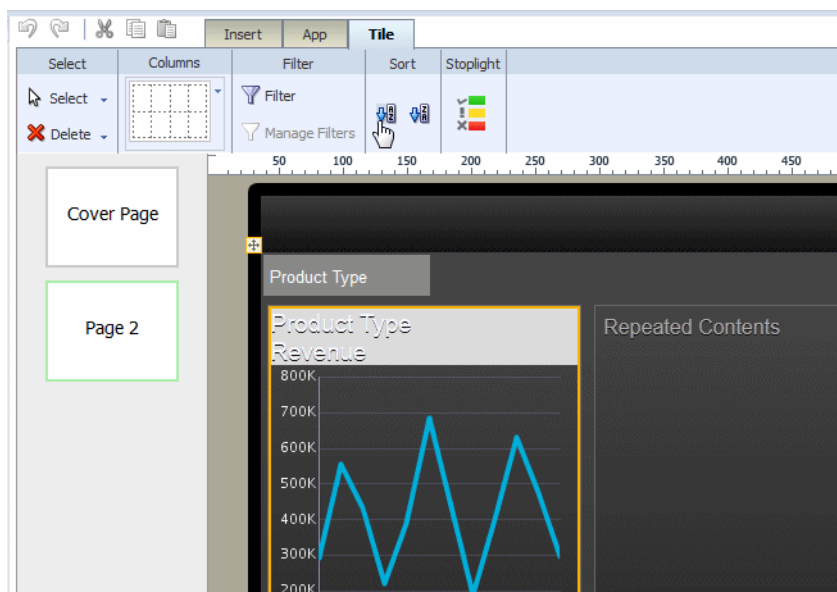 Insert App Tile
Select Columns Filter Sort Stoplight
Select Filter
Delete Manage Filters
50 100 150 200 250 300 350 400 450
Cover Page
Page 2
Product Type
Product Type
Revenue
Repeated Contents
800K
700K
600K
500K
400K
300K
200K